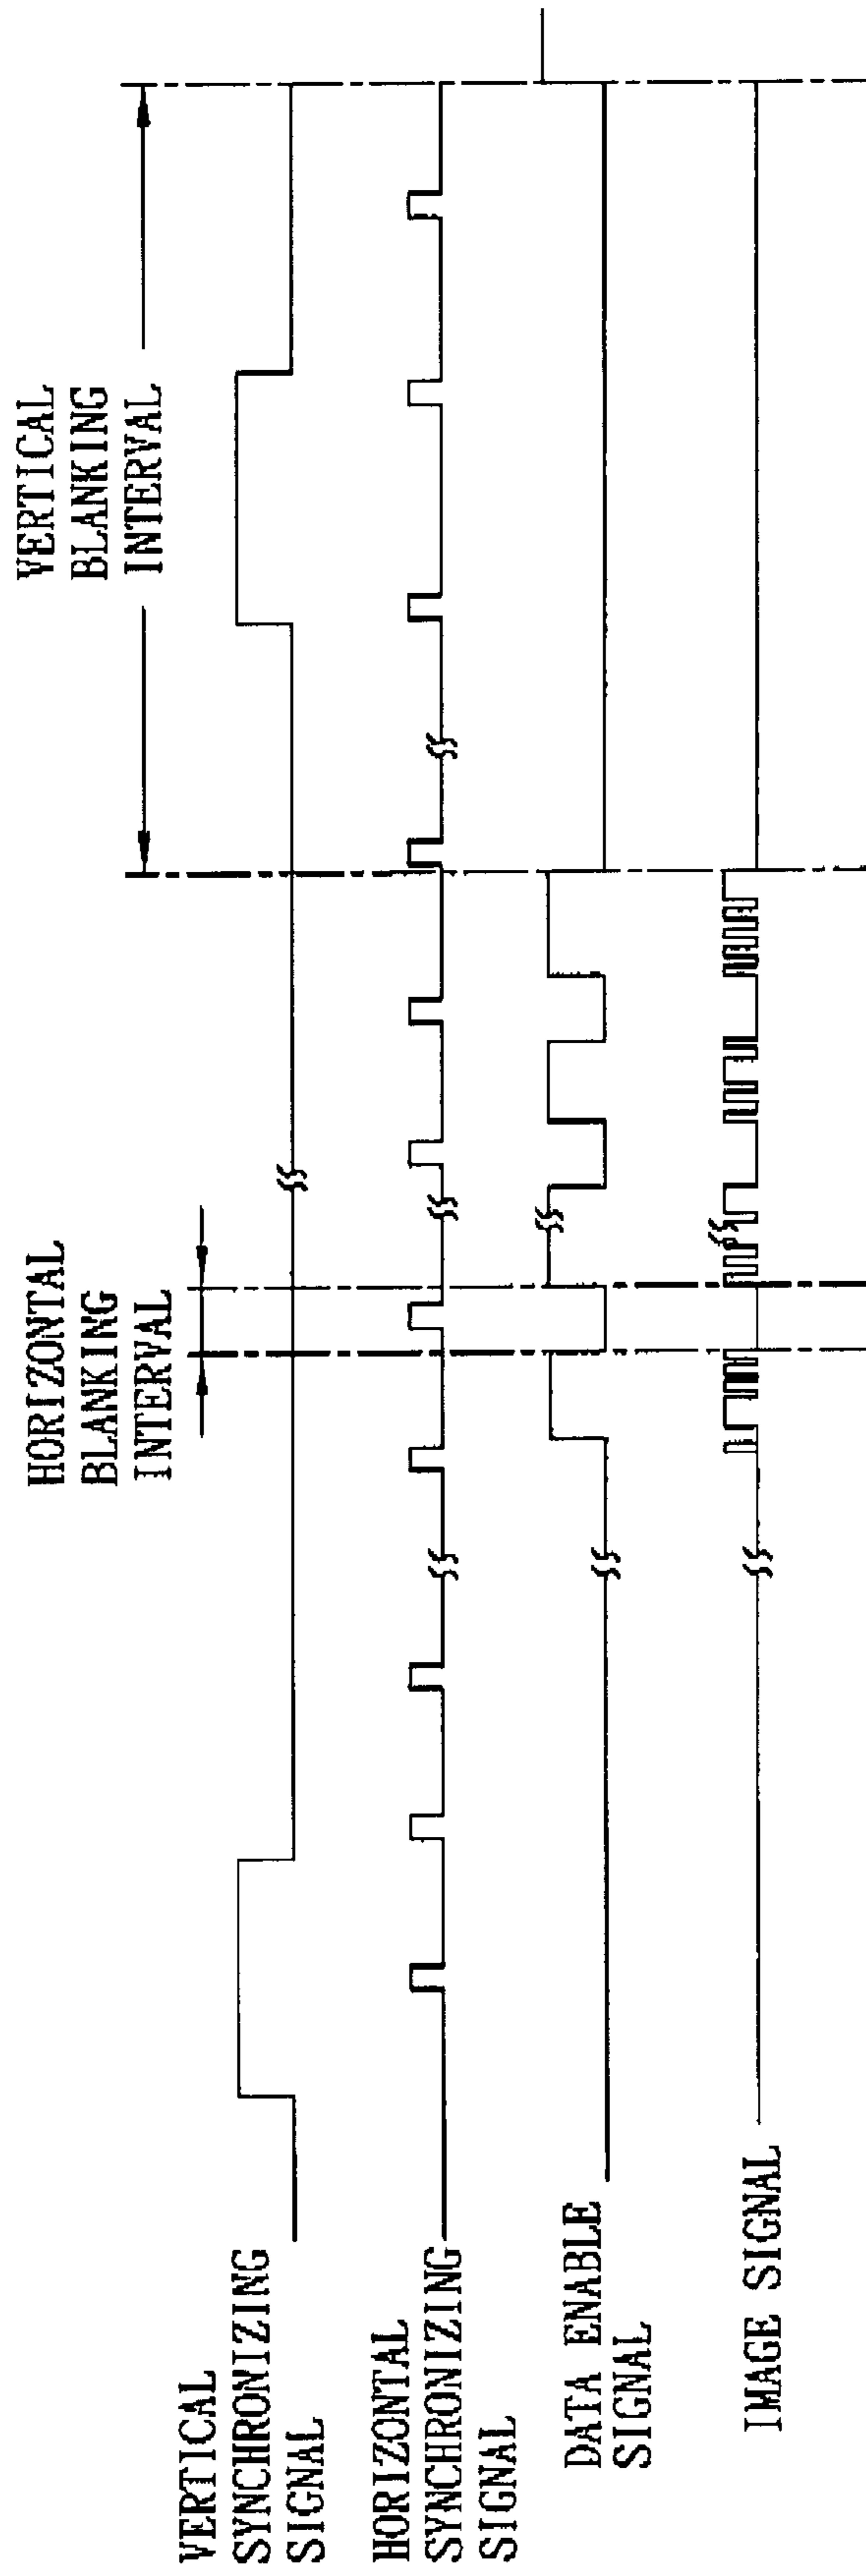 VERTICAL
BLANKING
INTERVAL
HORIZONTAL
BLANKING
INTERVAL
VERTICAL
SYNCHRONIZING
SIGNAL
HORIZONTAL
SYNCHRONIZING
SIGNAL
DATA ENABLE
SIGNAL
IMAGE SIGNAL